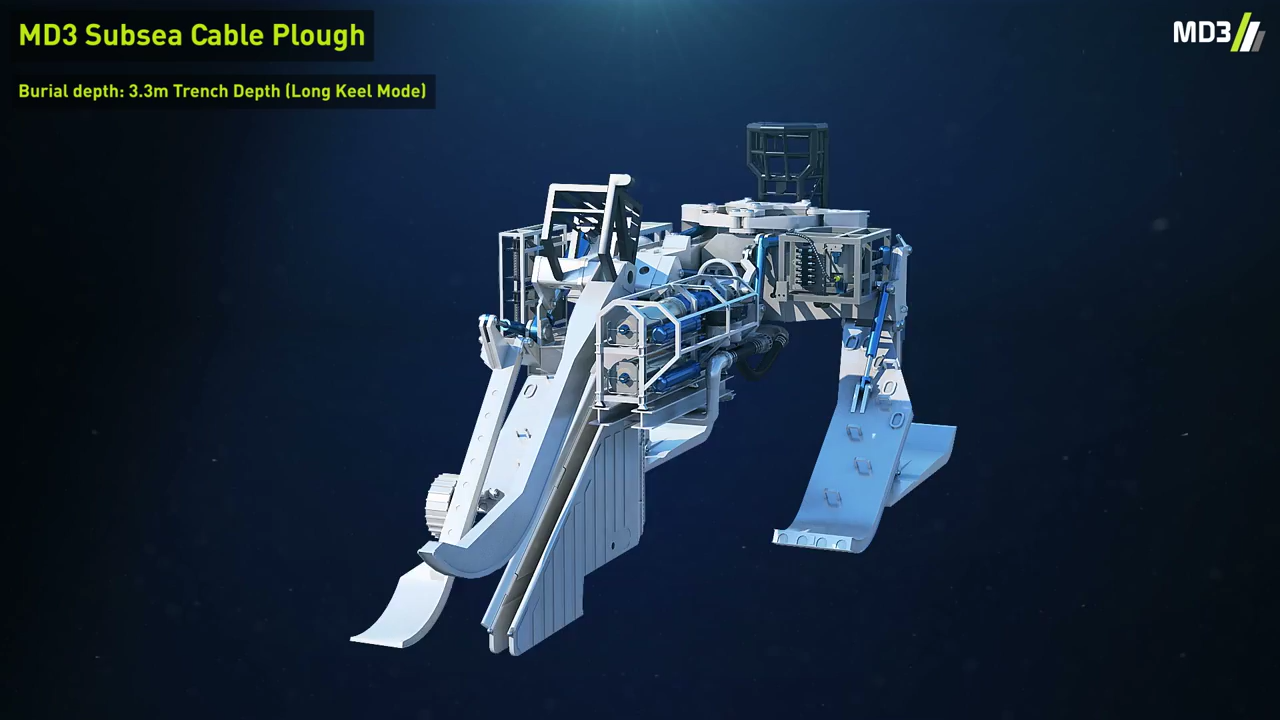 MD3 Subsea Cable Plough
MD3
Burial depth: 3.3m Trench Depth (Long Keel Mode)